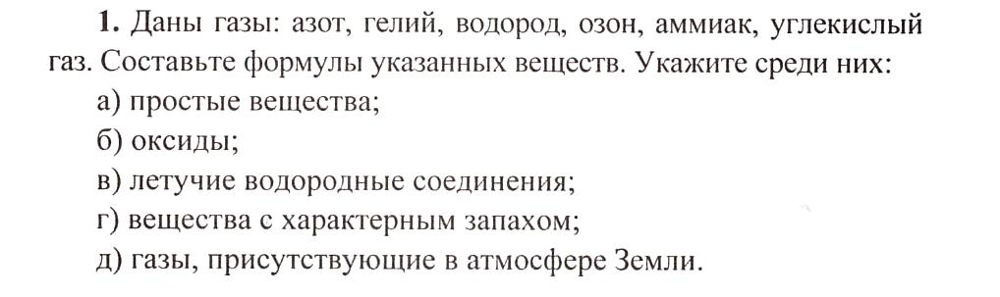 1. Даны газы: азот, гелий, водород, озон, аммиак, углекислый
газ. Составьте формулы указанных веществ. Укажите среди них:
а) простые вещества;
б) оксиды;
в) летучие водородные соединения;
г) вещества с характерным запахом;
д) газы, присутствующие в атмосфере Земли.